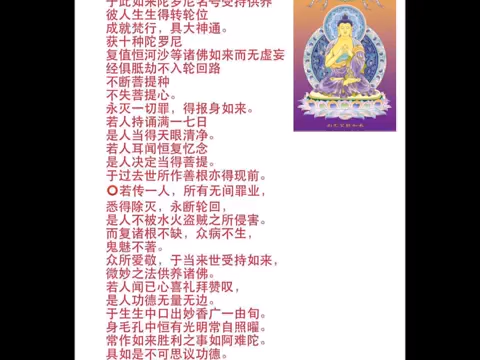 于此如来陀罗尼名号受持供养
彼人生生得转轮位
成就梵行，具大神通。
获十种陀罗尼
复值恒河沙等诸佛如来而无虚妄
经俱胝劫不入轮回路
不断菩提种
不失菩提心。
永灭一切罪，得报身如来。
若人持诵满一七日
是人当得天眼清净。
若人耳闻恒复忆念
是人决定当得菩提。
于过去世所作善根亦得现前。
若传一人，所有无间罪业，
悉得除灭，永断轮回，
是人不被水火盗贼之所侵害。
而复诸根不缺，众病不生，
鬼魅不著。
众所爱敬，于当来世受持如来，
微妙之法供养诸佛。
若人闻已心喜礼拜赞叹，
是人功德无量无边。
于生生中口出妙香广一由旬。
身毛孔中恒有光明常自照曜。
常作如来胜利之事如阿难陀。
具如是不可思议功德。